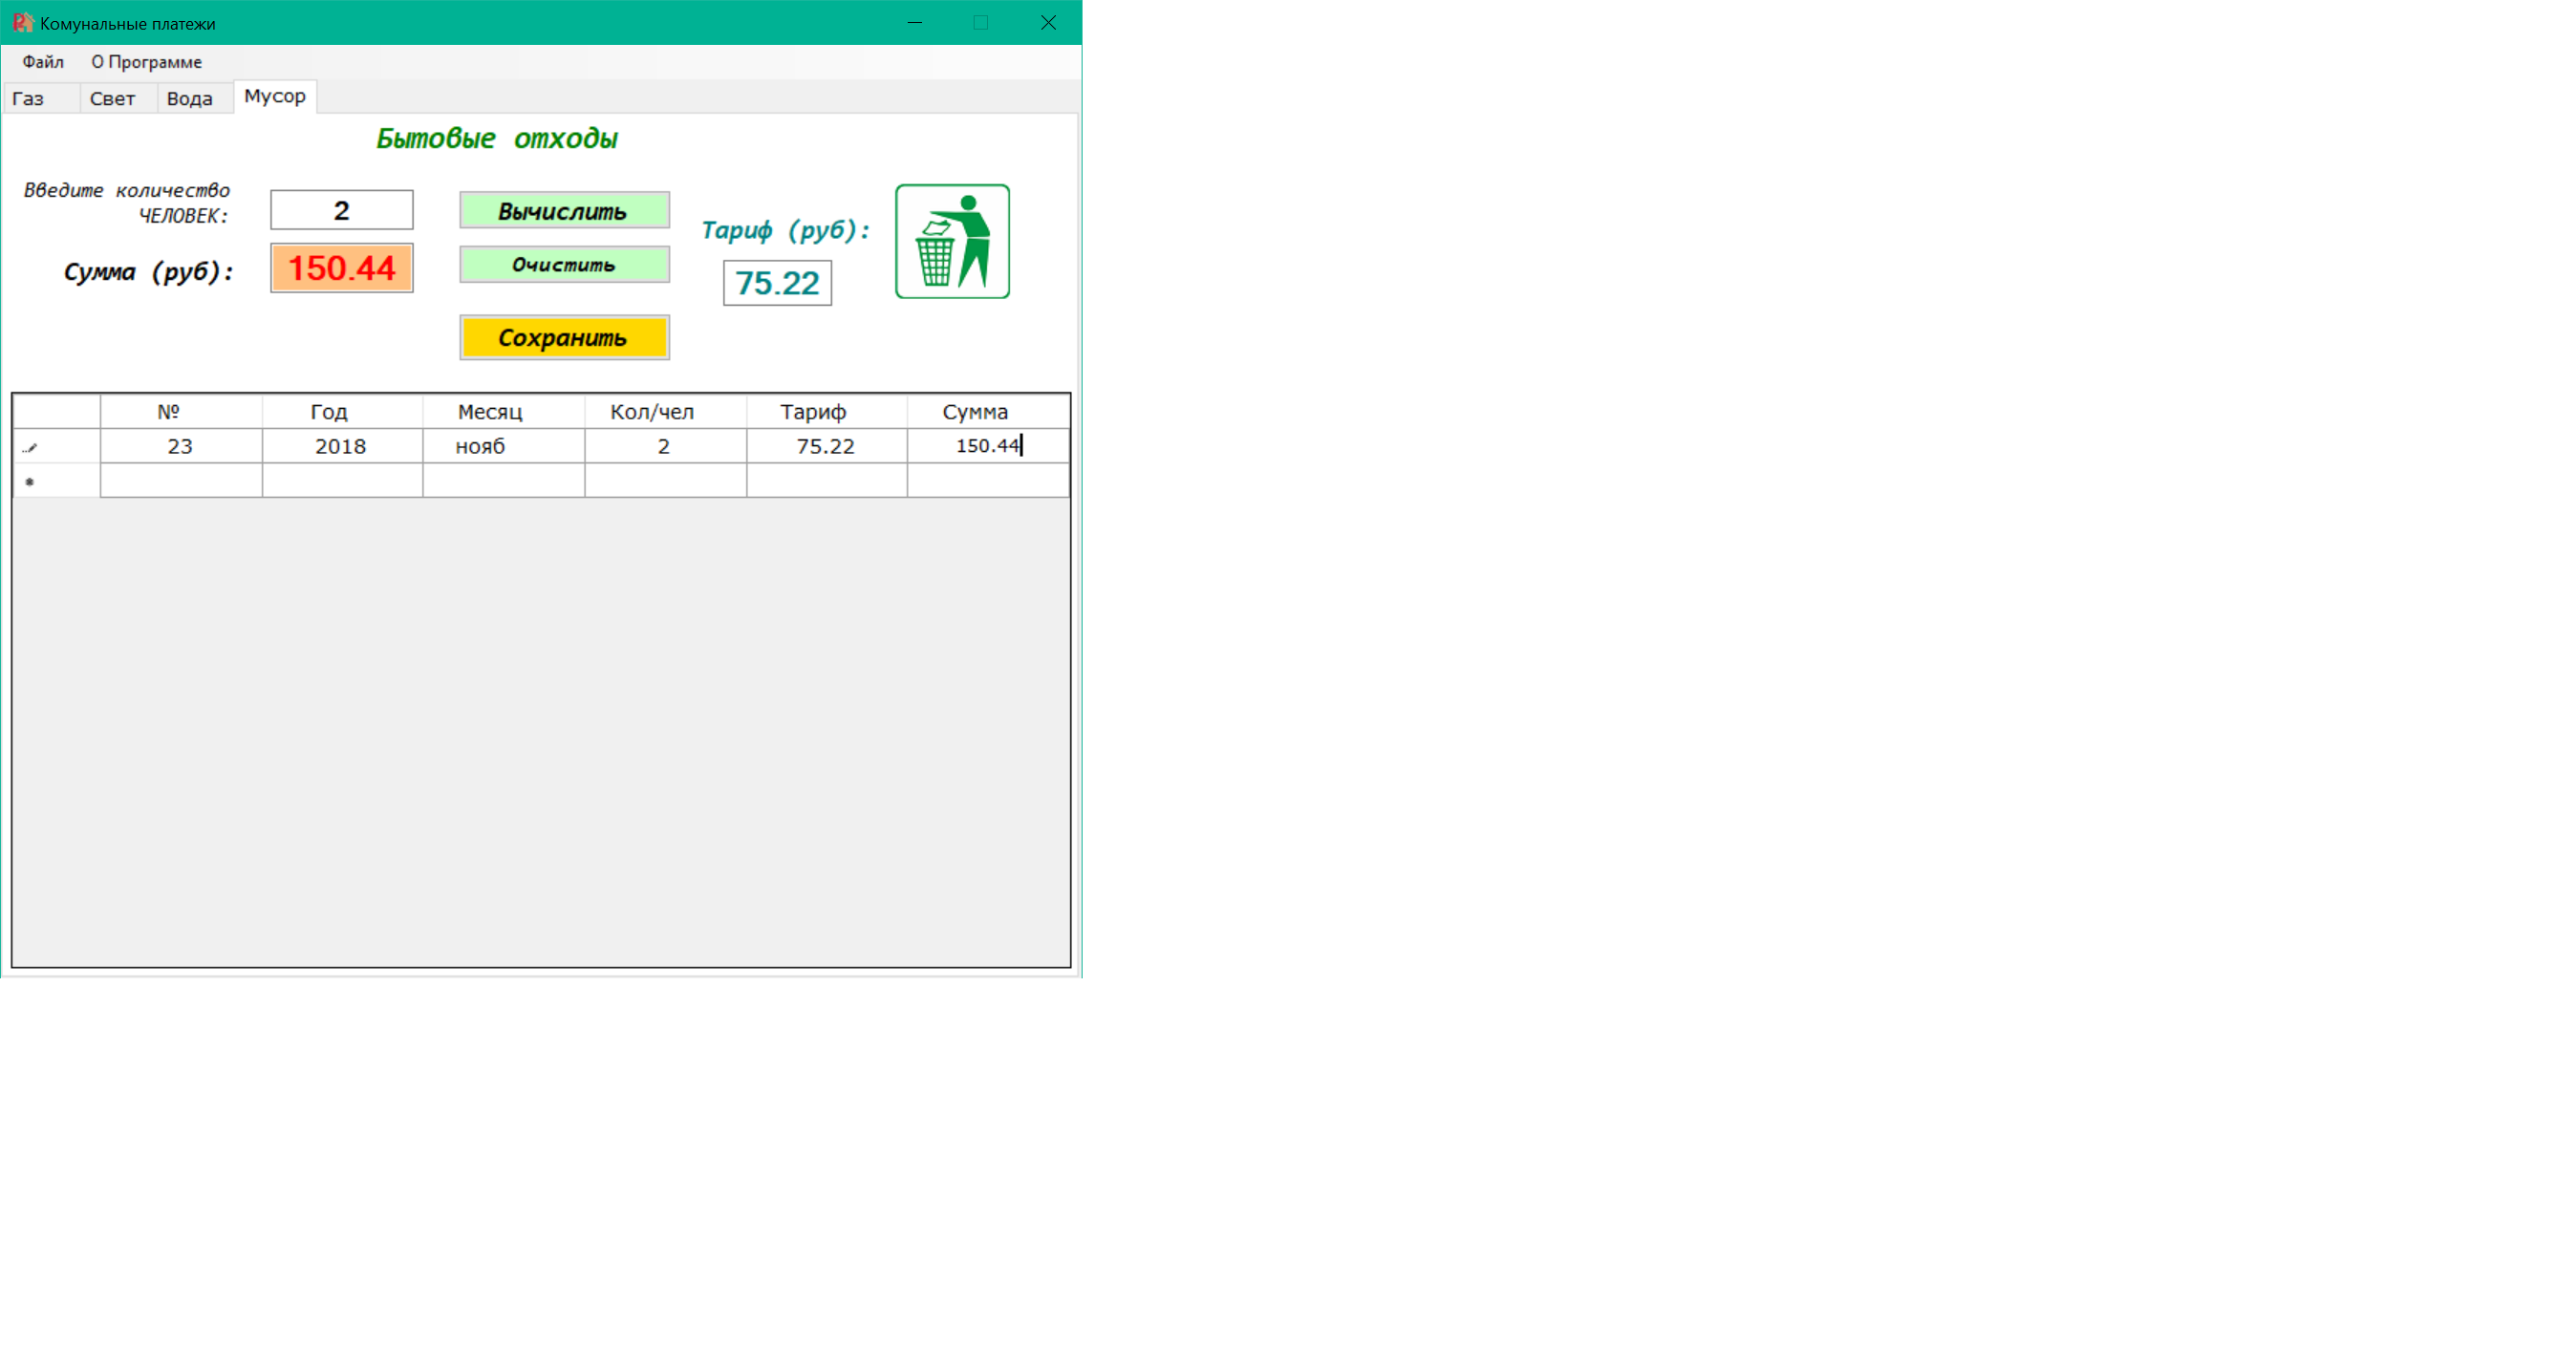 Комунальные платежи
Файл О Программе
Газ Свет Вода Мусор
Бытовые отходы
Введите количество
ЧЕЛОВЕК:
2
Вычислить
Тариф (руб):
Сумма (руб):
150.44
Очистить
75.22
Сохранить
№ Год Месяц Кол/чел Тариф Сумма
23 2018 нояб 2 75.22 150.44